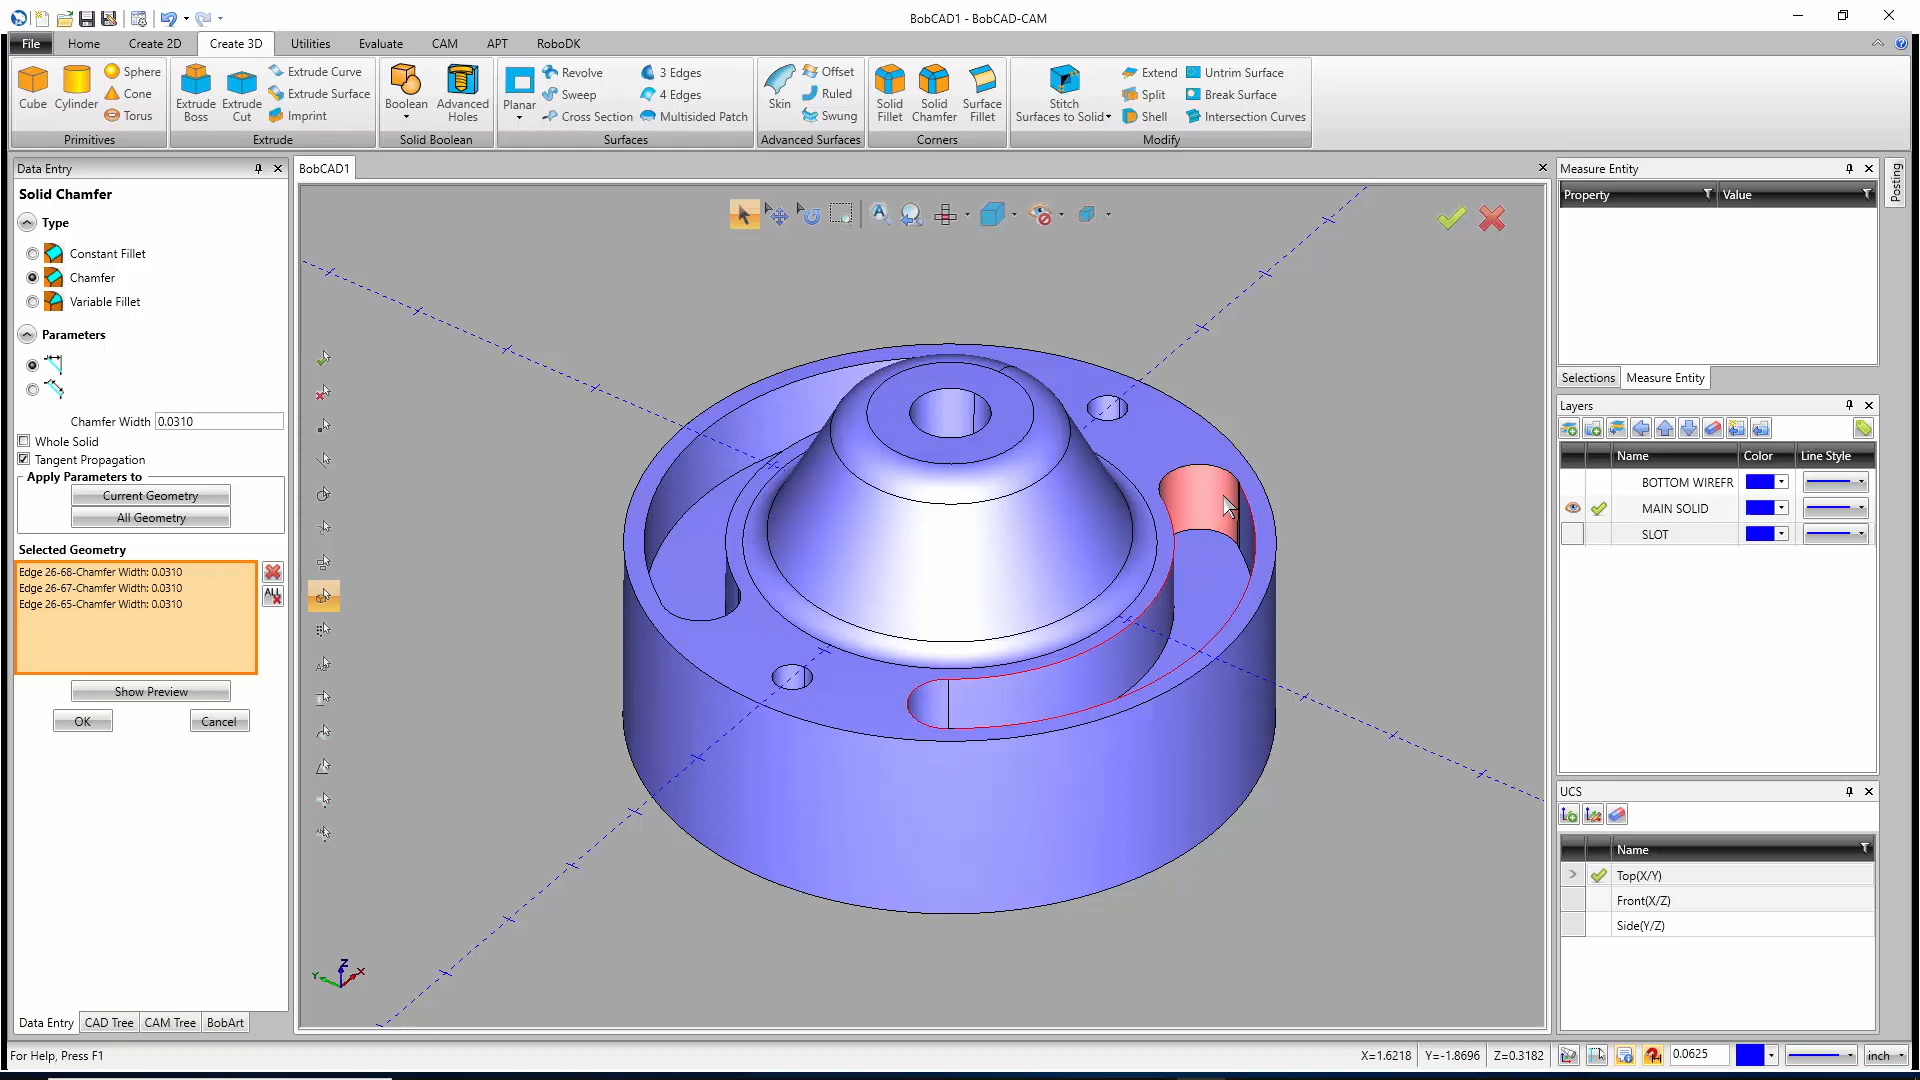 BobCAD1 - BobCAD-CAM
File Home Create 2D Create 3D Utilities Evaluate CAM APT RoboDK
Cube Cylinder Sphere Cone Torus
Primitives
Extrude Boss Extrude Cut Extrude Curve Extrude Surface Imprint
Extrude
Boolean Advanced Holes
Solid Boolean
Planar Revolve Sweep Cross Section 3 Edges 4 Edges Multisided Patch
Surfaces
Skin Offset Ruled Swung
Advanced Surfaces
Solid Fillet Solid Chamfer Surface Fillet
Corners
Stitch Surfaces to Solid Extend Split Shell Untrim Surface Break Surface Intersection Curves
Modify
Data Entry
Solid Chamfer
Type
Constant Fillet
Chamfer
Variable Fillet
Parameters
Chamfer Width 0.0310
Whole Solid
Tangent Propagation
Apply Parameters to
Current Geometry
All Geometry
Selected Geometry
Edge 26-68-Chamfer Width: 0.0310
Edge 26-67-Chamfer Width: 0.0310
Edge 26-65-Chamfer Width: 0.0310
ALL
Show Preview
OK Cancel
Data Entry CAD Tree CAM Tree BobArt
BobCAD1
Z
Y X
Measure Entity
Property Value
Posting
Selections Measure Entity
Layers
Name Color Line Style
BOTTOM WIREFR
MAIN SOLID
SLOT
UCS
Name
Top(X/Y)
Front(X/Z)
Side(Y/Z)
For Help, Press F1
X=1.6218 Y=-1.8696 Z=0.3182 0.0625 inch